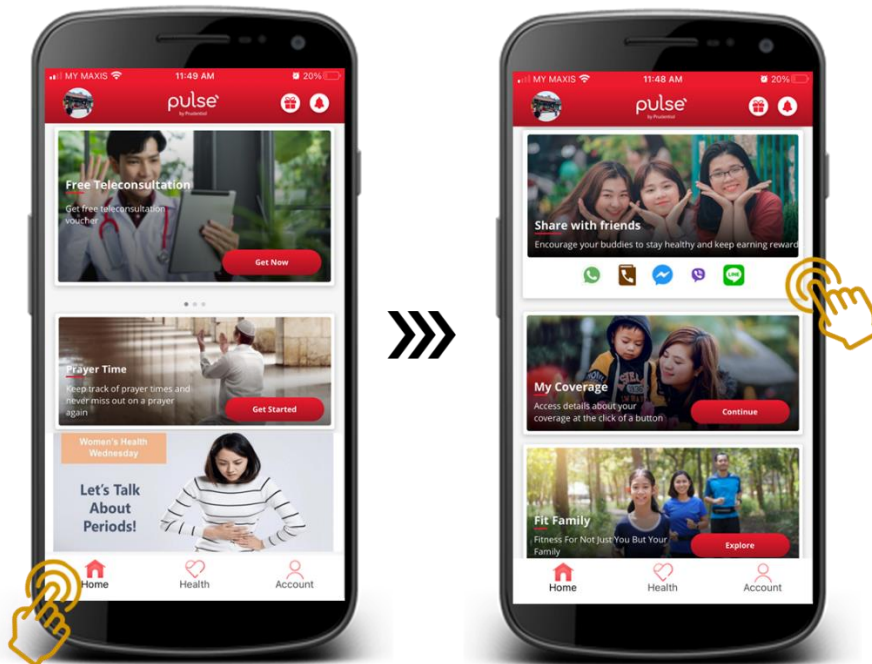 MY MAXIS 11:49 AM 20%
pulse
by Prudential
Free Teleconsultation
Get free teleconsultation
voucher
Get Now
Prayer Time
Keep track of prayer times and
never miss out on a prayer
again
Get Started
Women's Health
Wednesday
Let's Talk
About
Periods!
Home Health Account
MY MAXIS 11:48 AM 20%
pulse
by Prudential
Share with friends
Encourage your buddies to stay healthy and keep earning reward
LINE
My Coverage
Access details about your
coverage at the click of a button
Continue
Fit Family
Fitness For Not Just You But Your
Family
Explore
Home Health Account